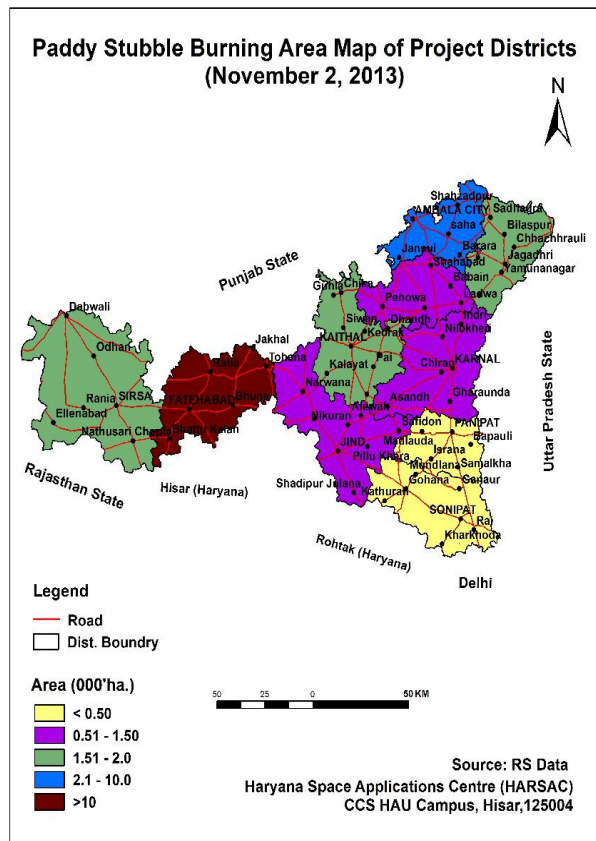 Paddy Stubble Burning Area Map of Project Districts
(November 2, 2013)
N
Shahzadpur
AMBALA CITY
Sadhaura
saha
Bilaspur
Chhachhrauli
Barara
Jagadhri
Jansui
Shahabad
Yamunanagar
Punjab State
Babain
Guhla
Chika
Pehowa
Ladwa
Dabwali
Siwan
Dhandh
Indri
Nilokheri
Jakhal
KAITHAL
Odhan
Ratia
Tohana
Kalayat
Pai
Chirao
KARNAL
Narwana
Rania
SIRSA
FATEHABAD
Bhuna
Gharaunda
Asandh
Ellenabad
Alewah
Nikuran
Safidon
PANIPAT
Nathusari Chopta
Bhattu Kalan
JIND
Madlauda
Israna
Bapauli
Pillu Khera
Mundlana
Samalkha
Uttar Pradesh State
Rajasthan State
Hisar (Haryana)
Shadipur Julana
Gohana
Ganaur
Kathura
SONIPAT
Rai
Rohtak (Haryana)
Kharkhoda
Delhi
Legend
Road
Dist. Boundry
Area (000'ha.)
< 0.50
0.51 - 1.50
1.51 - 2.0
2.1 - 10.0
>10
50 25 0 50 KM
Source: RS Data
Haryana Space Applications Centre (HARSAC)
CCS HAU Campus, Hisar,125004